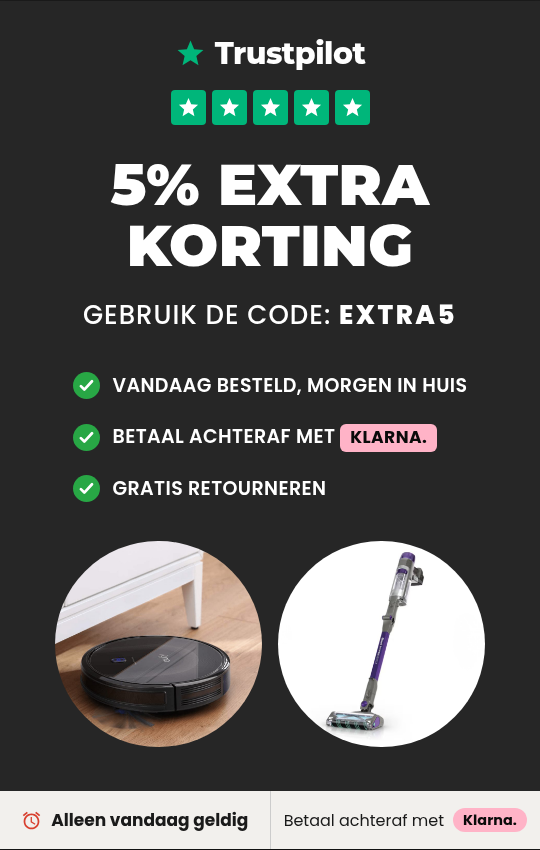 Trustpilot
5% EXTRA
KORTING
GEBRUIK DE CODE: EXTRA5
VANDAAG BESTELD, MORGEN IN HUIS
BETAAL ACHTERAF MET KLARNA.
GRATIS RETOURNEREN
Alleen vandaag geldig
Betaal achteraf met Klarna.